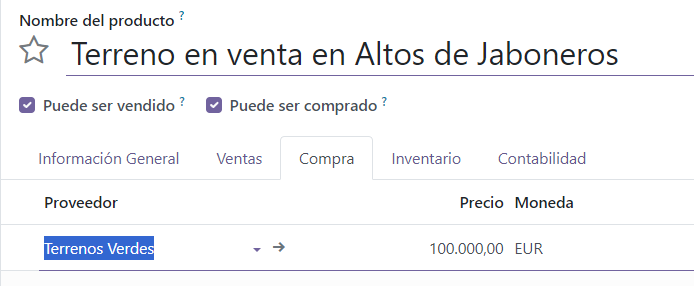 Nombre del producto ?
Terreno en venta en Altos de Jaboneros
Puede ser vendido ? Puede ser comprado ?
Información General Ventas Compra Inventario Contabilidad
Proveedor Precio Moneda
Terrenos Verdes 100.000,00 EUR